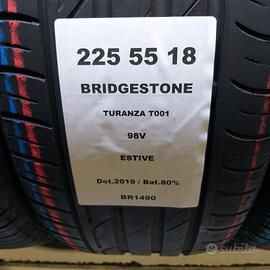 225 55 18
BRIDGESTONE
TURANZA T001
98V
ESTIVE
Dot.2019 / Bat.80%
BR1490
subito